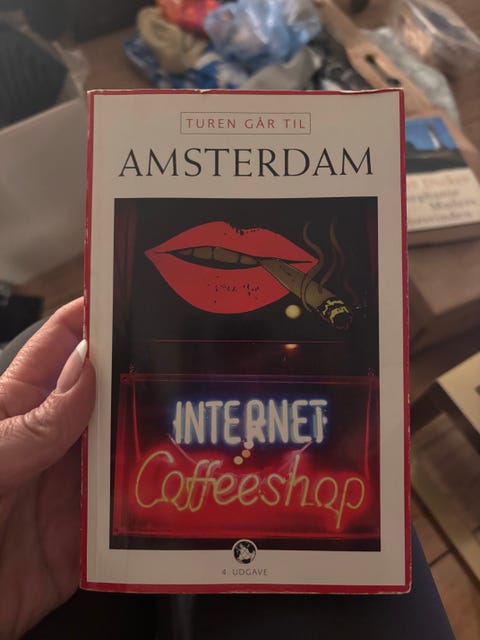 TUREN GÅR TIL
AMSTERDAM
INTERNET
Coffeeshop
4. UDGAVE